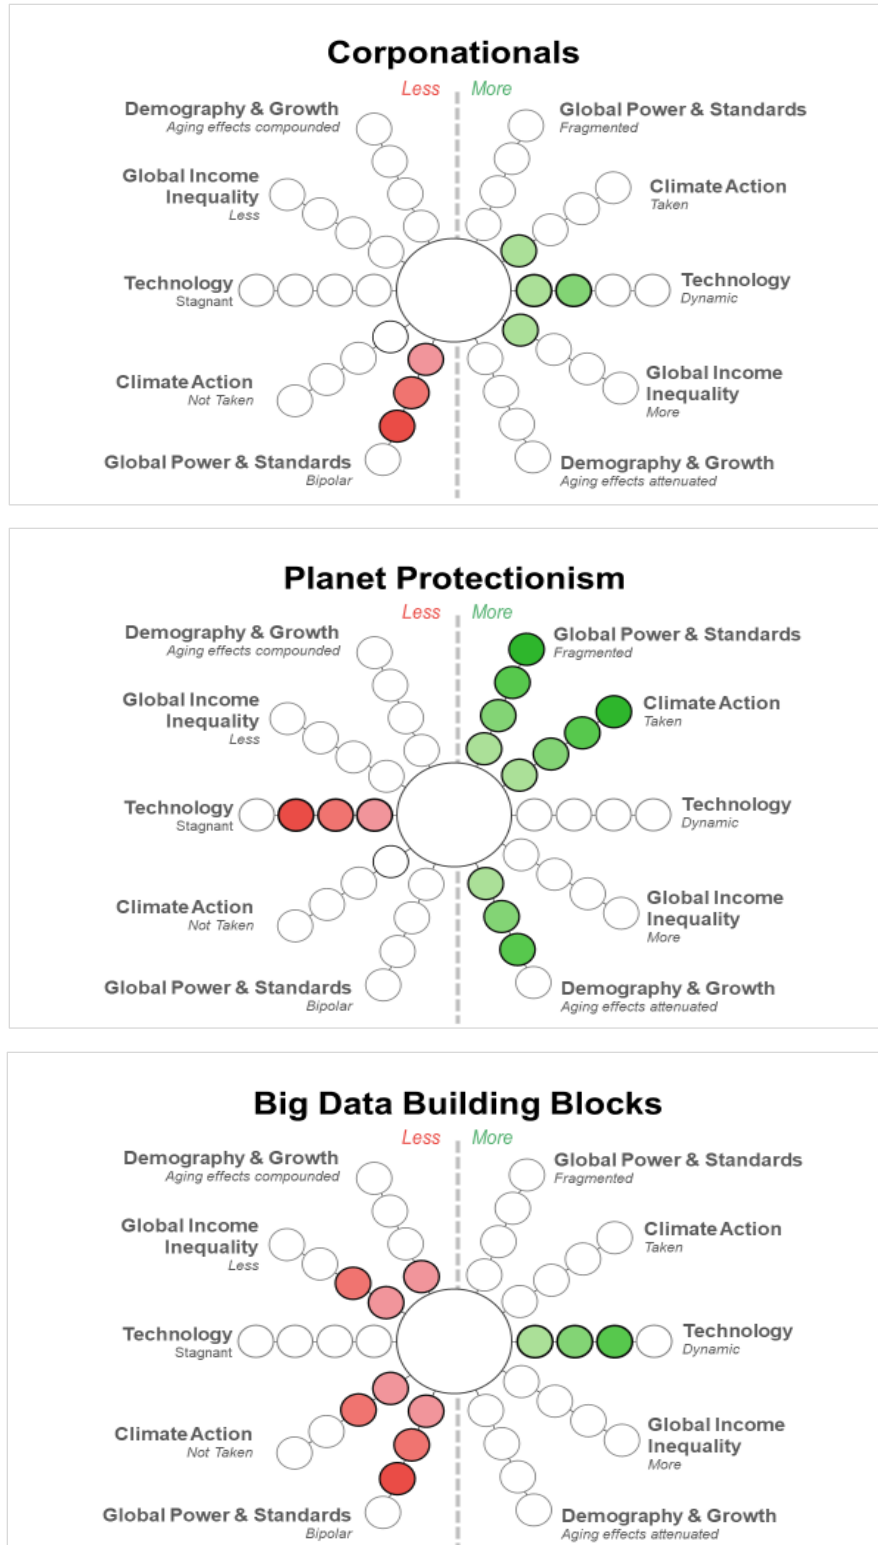 Corponationals
Less More
Demography & Growth
Aging effects compounded
Global Power & Standards
Fragmented
Global Income
Inequality
Less
Climate Action
Taken
Technology
Stagnant
Technology
Dynamic
Climate Action
Not Taken
Global Income
Inequality
More
Global Power & Standards
Bipolar
Demography & Growth
Aging effects attenuated
Planet Protectionism
Less More
Demography & Growth
Aging effects compounded
Global Power & Standards
Fragmented
Global Income
Inequality
Less
Climate Action
Taken
Technology
Stagnant
Technology
Dynamic
Climate Action
Not Taken
Global Income
Inequality
More
Global Power & Standards
Bipolar
Demography & Growth
Aging effects attenuated
Big Data Building Blocks
Less More
Demography & Growth
Aging effects compounded
Global Power & Standards
Fragmented
Global Income
Inequality
Less
Climate Action
Taken
Technology
Stagnant
Technology
Dynamic
Climate Action
Not Taken
Global Income
Inequality
More
Global Power & Standards
Bipolar
Demography & Growth
Aging effects attenuated